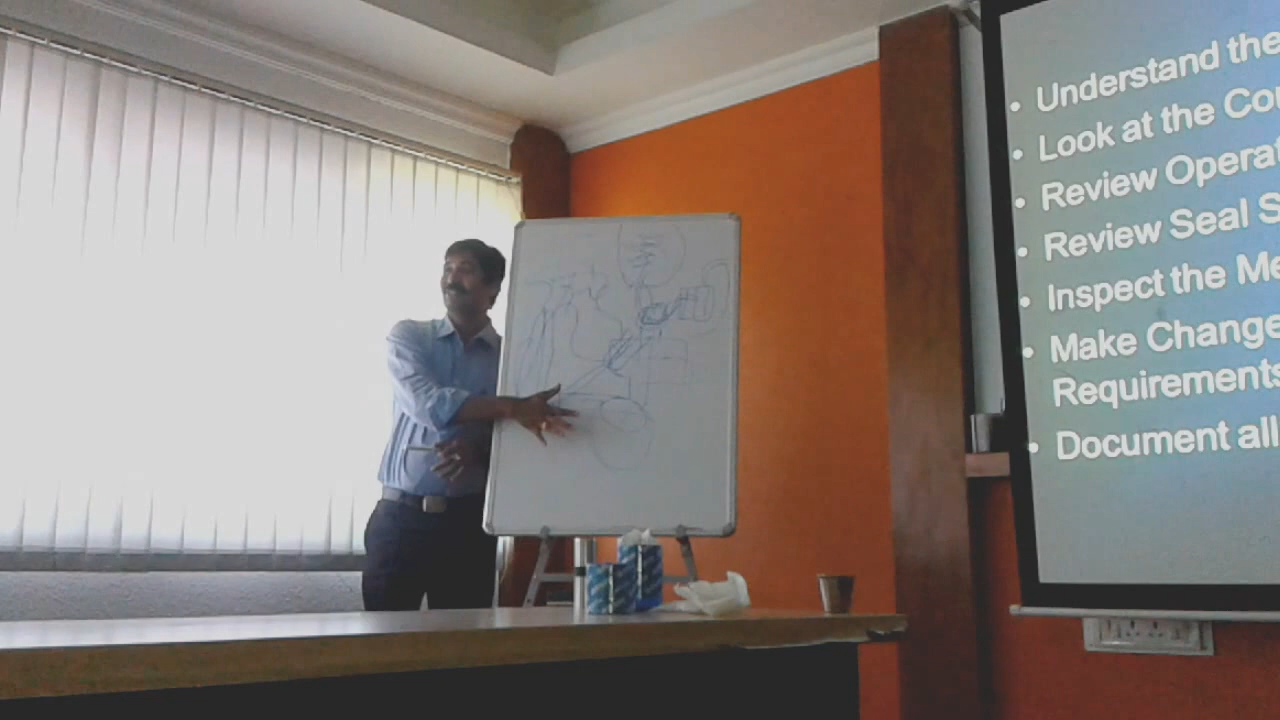 • Understand the
• Look at the Co
• Review Operat
• Review Seal S
• Inspect the Me
• Make Change
Requirements
• Document all